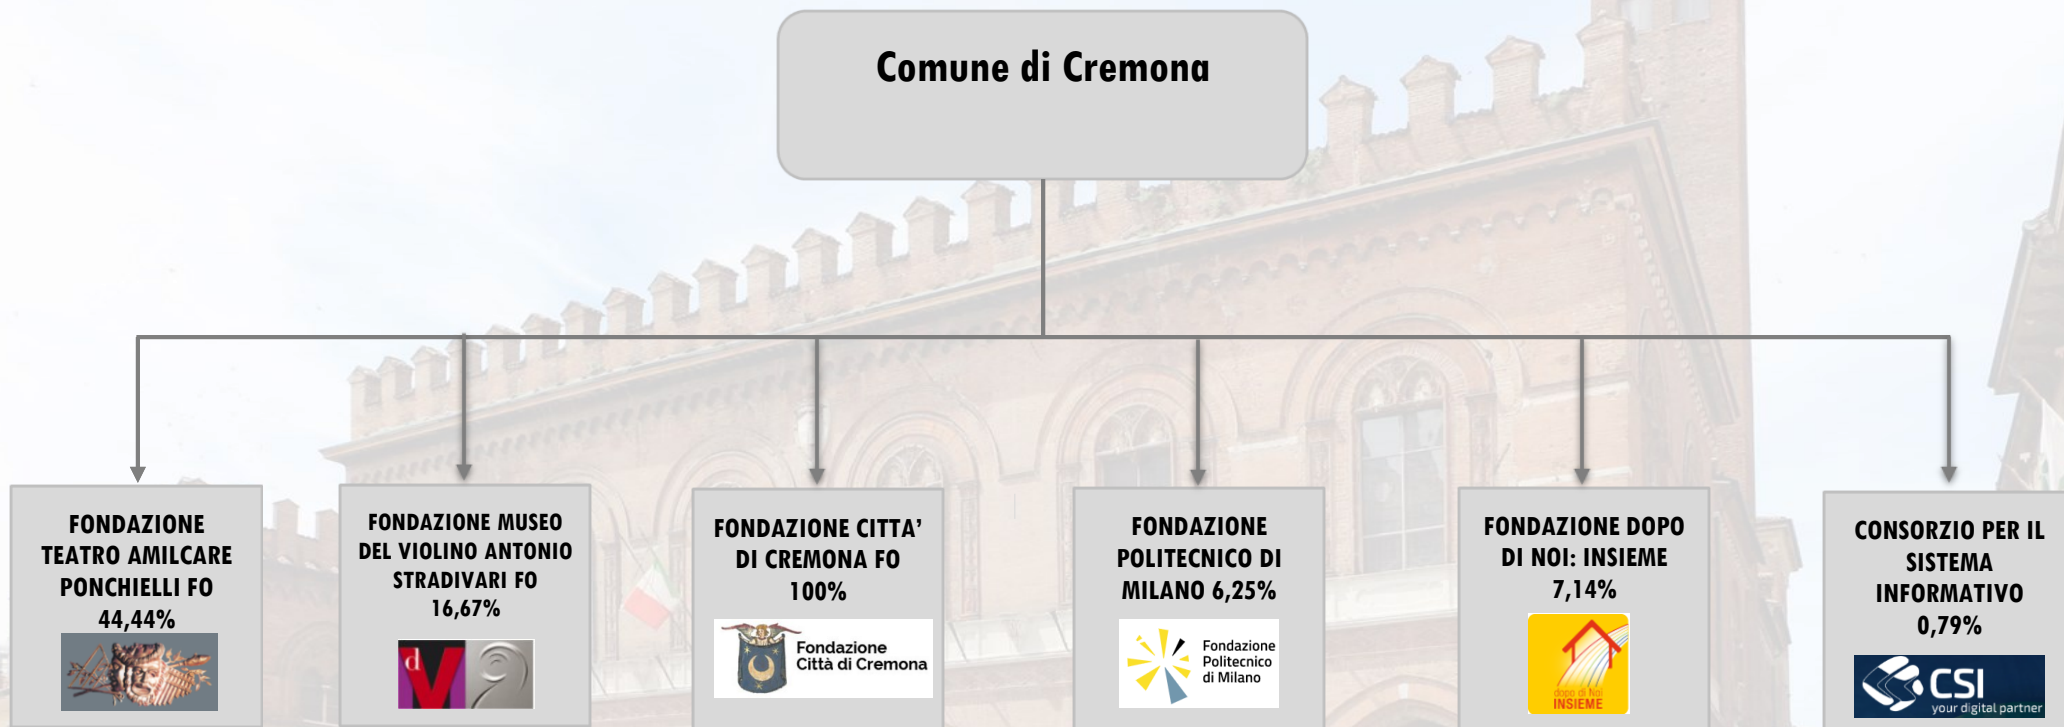 Comune di Cremona
FONDAZIONE
TEATRO AMILCARE
PONCHIELLI FO
44,44%
FONDAZIONE MUSEO
DEL VIOLINO ANTONIO
STRADIVARI FO
16,67%
d
V
FONDAZIONE CITTA'
DI CREMONA FO
100%
Fondazione
Città di Cremona
FONDAZIONE
POLITECNICO DI
MILANO 6,25%
Fondazione
Politecnico
di Milano
FONDAZIONE DOPO
DI NOI: INSIEME
7,14%
dopo di Noi
INSIEME
CONSORZIO PER IL
SISTEMA
INFORMATIVO
0,79%
CSI
your digital partner